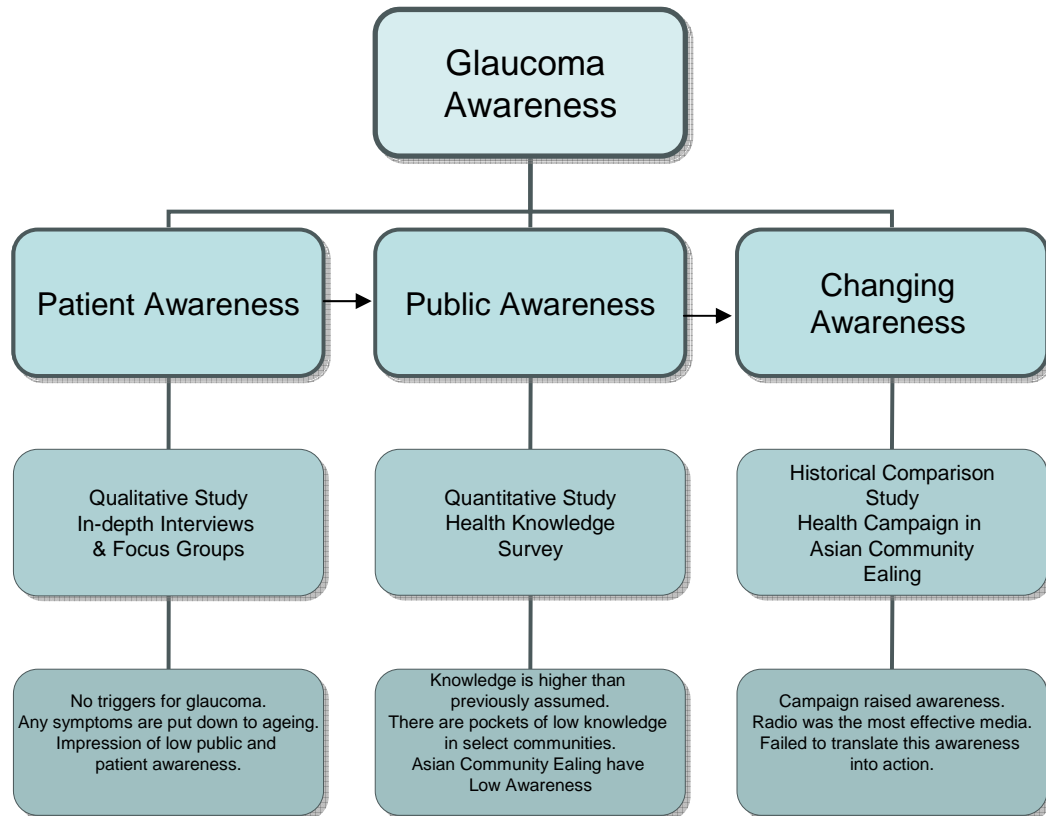 Glaucoma
Awareness
Patient Awareness
Public Awareness
Changing
Awareness
Qualitative Study
In-depth Interviews
& Focus Groups
Quantitative Study
Health Knowledge
Survey
Historical Comparison
Study
Health Campaign in
Asian Community
Ealing
No triggers for glaucoma.
Any symptoms are put down to ageing.
Impression of low public and
patient awareness.
Knowledge is higher than
previously assumed.
There are pockets of low knowledge
in select communities.
Asian Community Ealing have
Low Awareness
Campaign raised awareness.
Radio was the most effective media.
Failed to translate this awareness
into action.